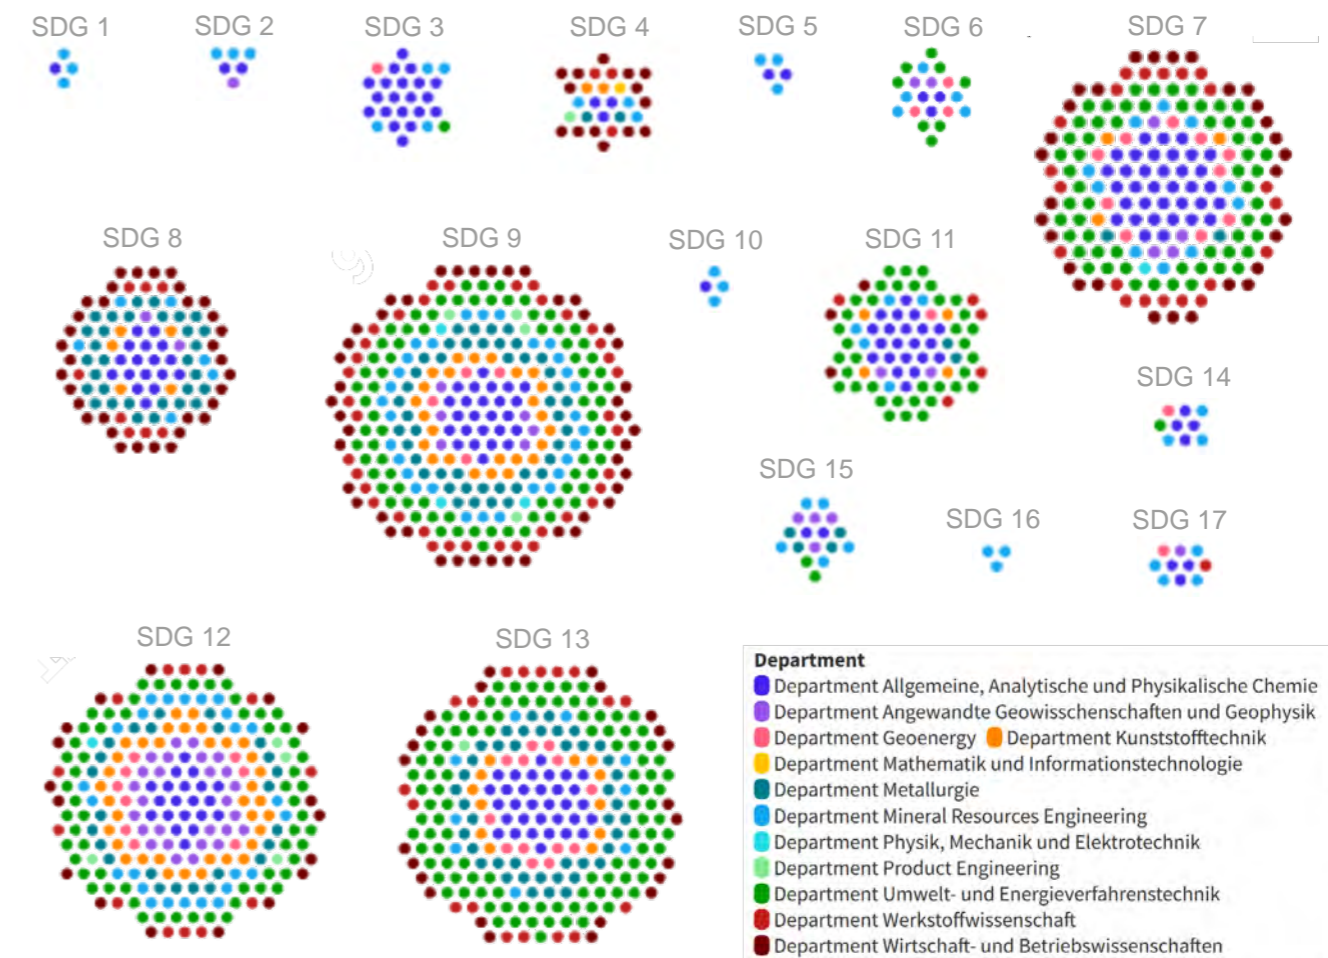 SDG 1
SDG 2
SDG 3
SDG 4
SDG 5
SDG 6
SDG 7
SDG 8
SDG 9
SDG 10
SDG 11
SDG 14
SDG 15
SDG 16
SDG 17
SDG 12
SDG 13
Department
Department Allgemeine, Analytische und Physikalische Chemie
Department Angewandte Geowisschenschaften und Geophysik
Department Geoenergy Department Kunststofftechnik
Department Mathematik und Informationstechnologie
Department Metallurgie
Department Mineral Resources Engineering
Department Physik, Mechanik und Elektrotechnik
Department Product Engineering
Department Umwelt- und Energieverfahrenstechnik
Department Werkstoffwissenschaft
Department Wirtschaft- und Betriebswissenschaften